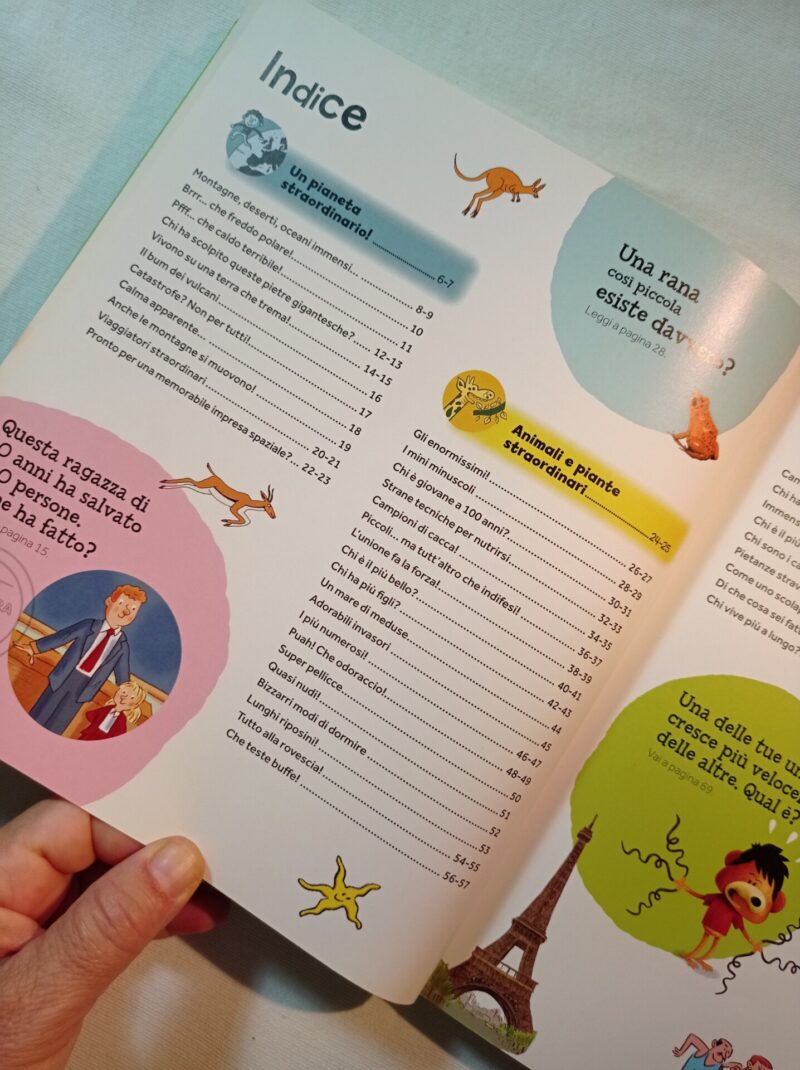 Indice
Un pianeta
straordinario! 6-7
Montagne, deserti, oceani immensi... 8-9
Brrr... che freddo polare! 10
Pfff... che caldo terribile! 11
Chi ha scolpito queste pietre gigantesche? 12-13
Vivono su una terra che trema! 14-15
Il bum dei vulcani 16
Catastrofe? Non per tutti! 17
Calma apparente... 18
Anche le montagne si muovono! 19
Viaggiatori straordinari 20-21
Pronto per una memorabile impresa spaziale? 22-23
Questa ragazza di
anni ha salvato
persone.
ha fatto?
pagina 15.
Una rana
così piccola
esiste davvero?
Leggi a pagina 28.
Animali e piante
straordinari 24-25
Gli enormissimi! 26-27
I mini minuscoli 28-29
Chi è giovane a 100 anni? 30-31
Strane tecniche per nutrirsi 32-33
Campioni di cacca! 34-35
Piccoli... ma tutt'altro che indifesi! 36-37
L'unione fa la forza! 38-39
Chi è il più bello? 40-41
Chi ha più figli? 42-43
Un mare di meduse 44
Adorabili invasori 45
I più numerosi! 46-47
Puah! Che odoraccio! 48-49
Super pellicce 50
Quasi nudi! 51
Bizzarri modi di dormire 52
Lunghi riposini! 53
Tutto alla rovescia! 54-55
Che teste buffe! 56-57
Chi ha
Chi è il più
Chi sono i
Pietanze
Come uno
Di che cosa sei
Chi vive più a lungo?
Una delle tue
cresce più veloce
delle altre. Qual è?
Vai a pagina 69.